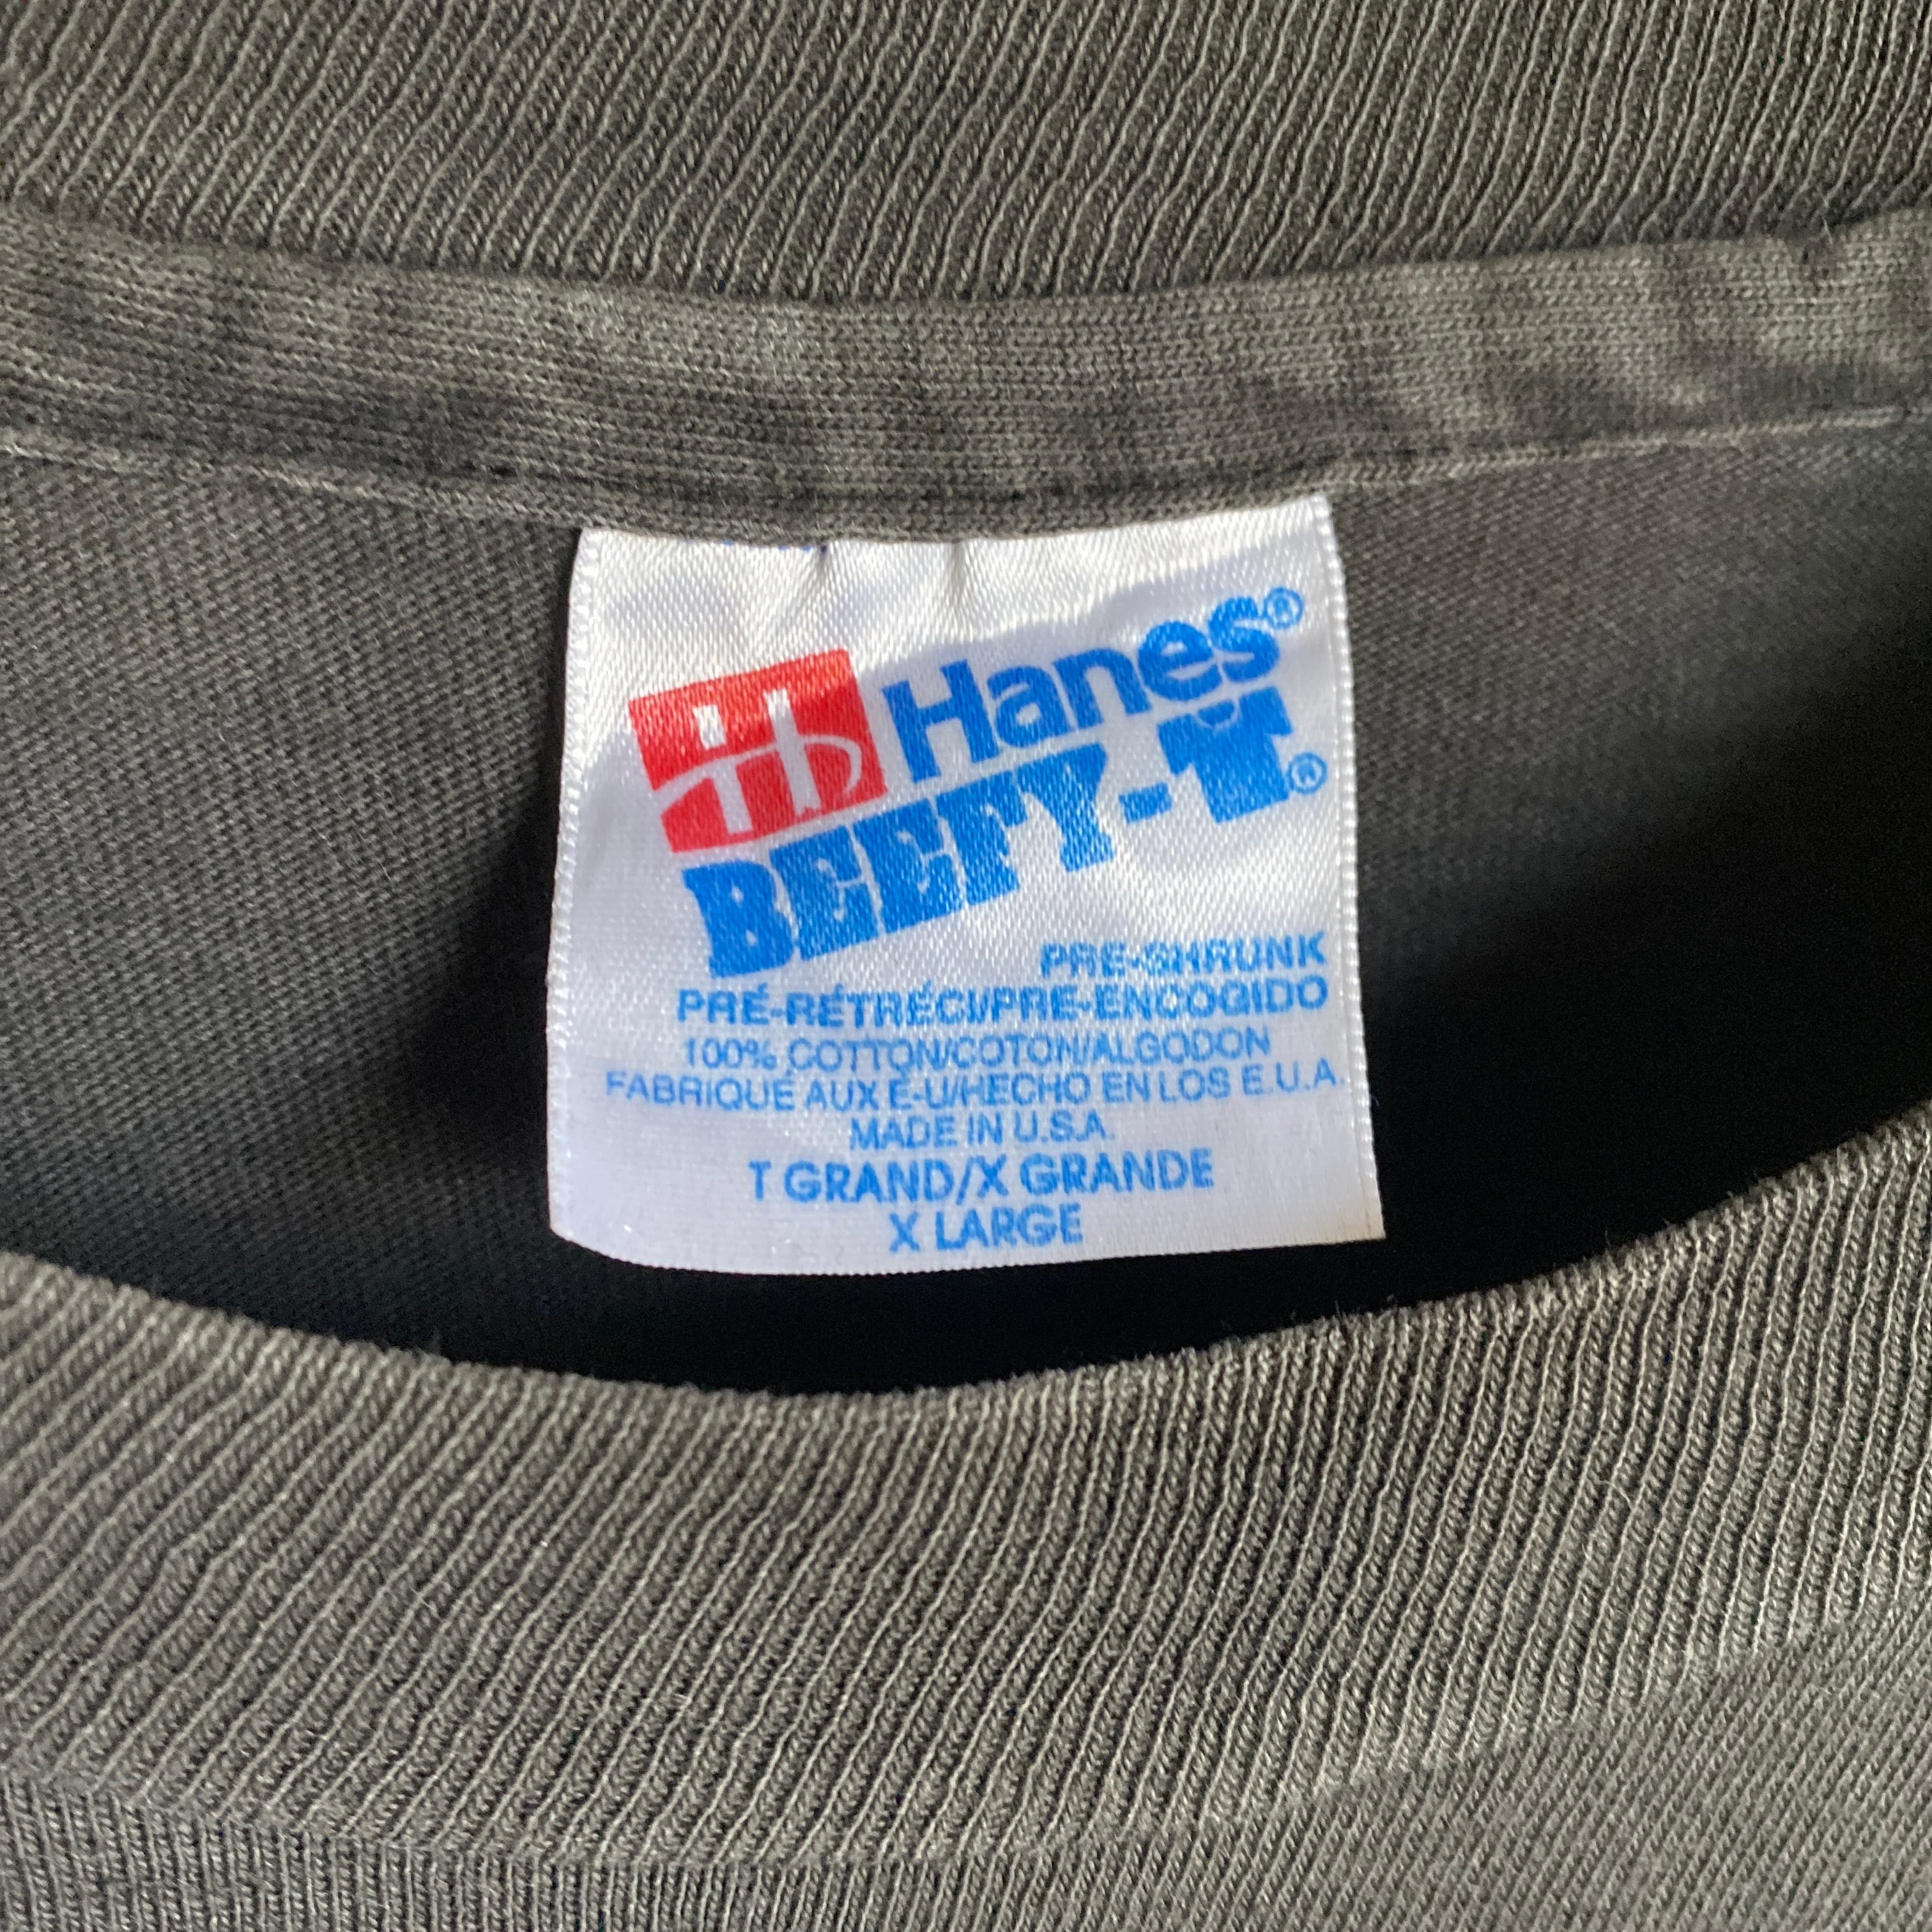 Hanes®
BEEFY-T®
PRE-SHRUNK
PRÉ-RÉTRÉCI/PRE-ENCOGIDO
100% COTTON/COTON/ALGODON
FABRIQUÉ AUX É-U/HECHO EN LOS E.U.A.
MADE IN U.S.A.
T GRAND/X GRANDE
X LARGE